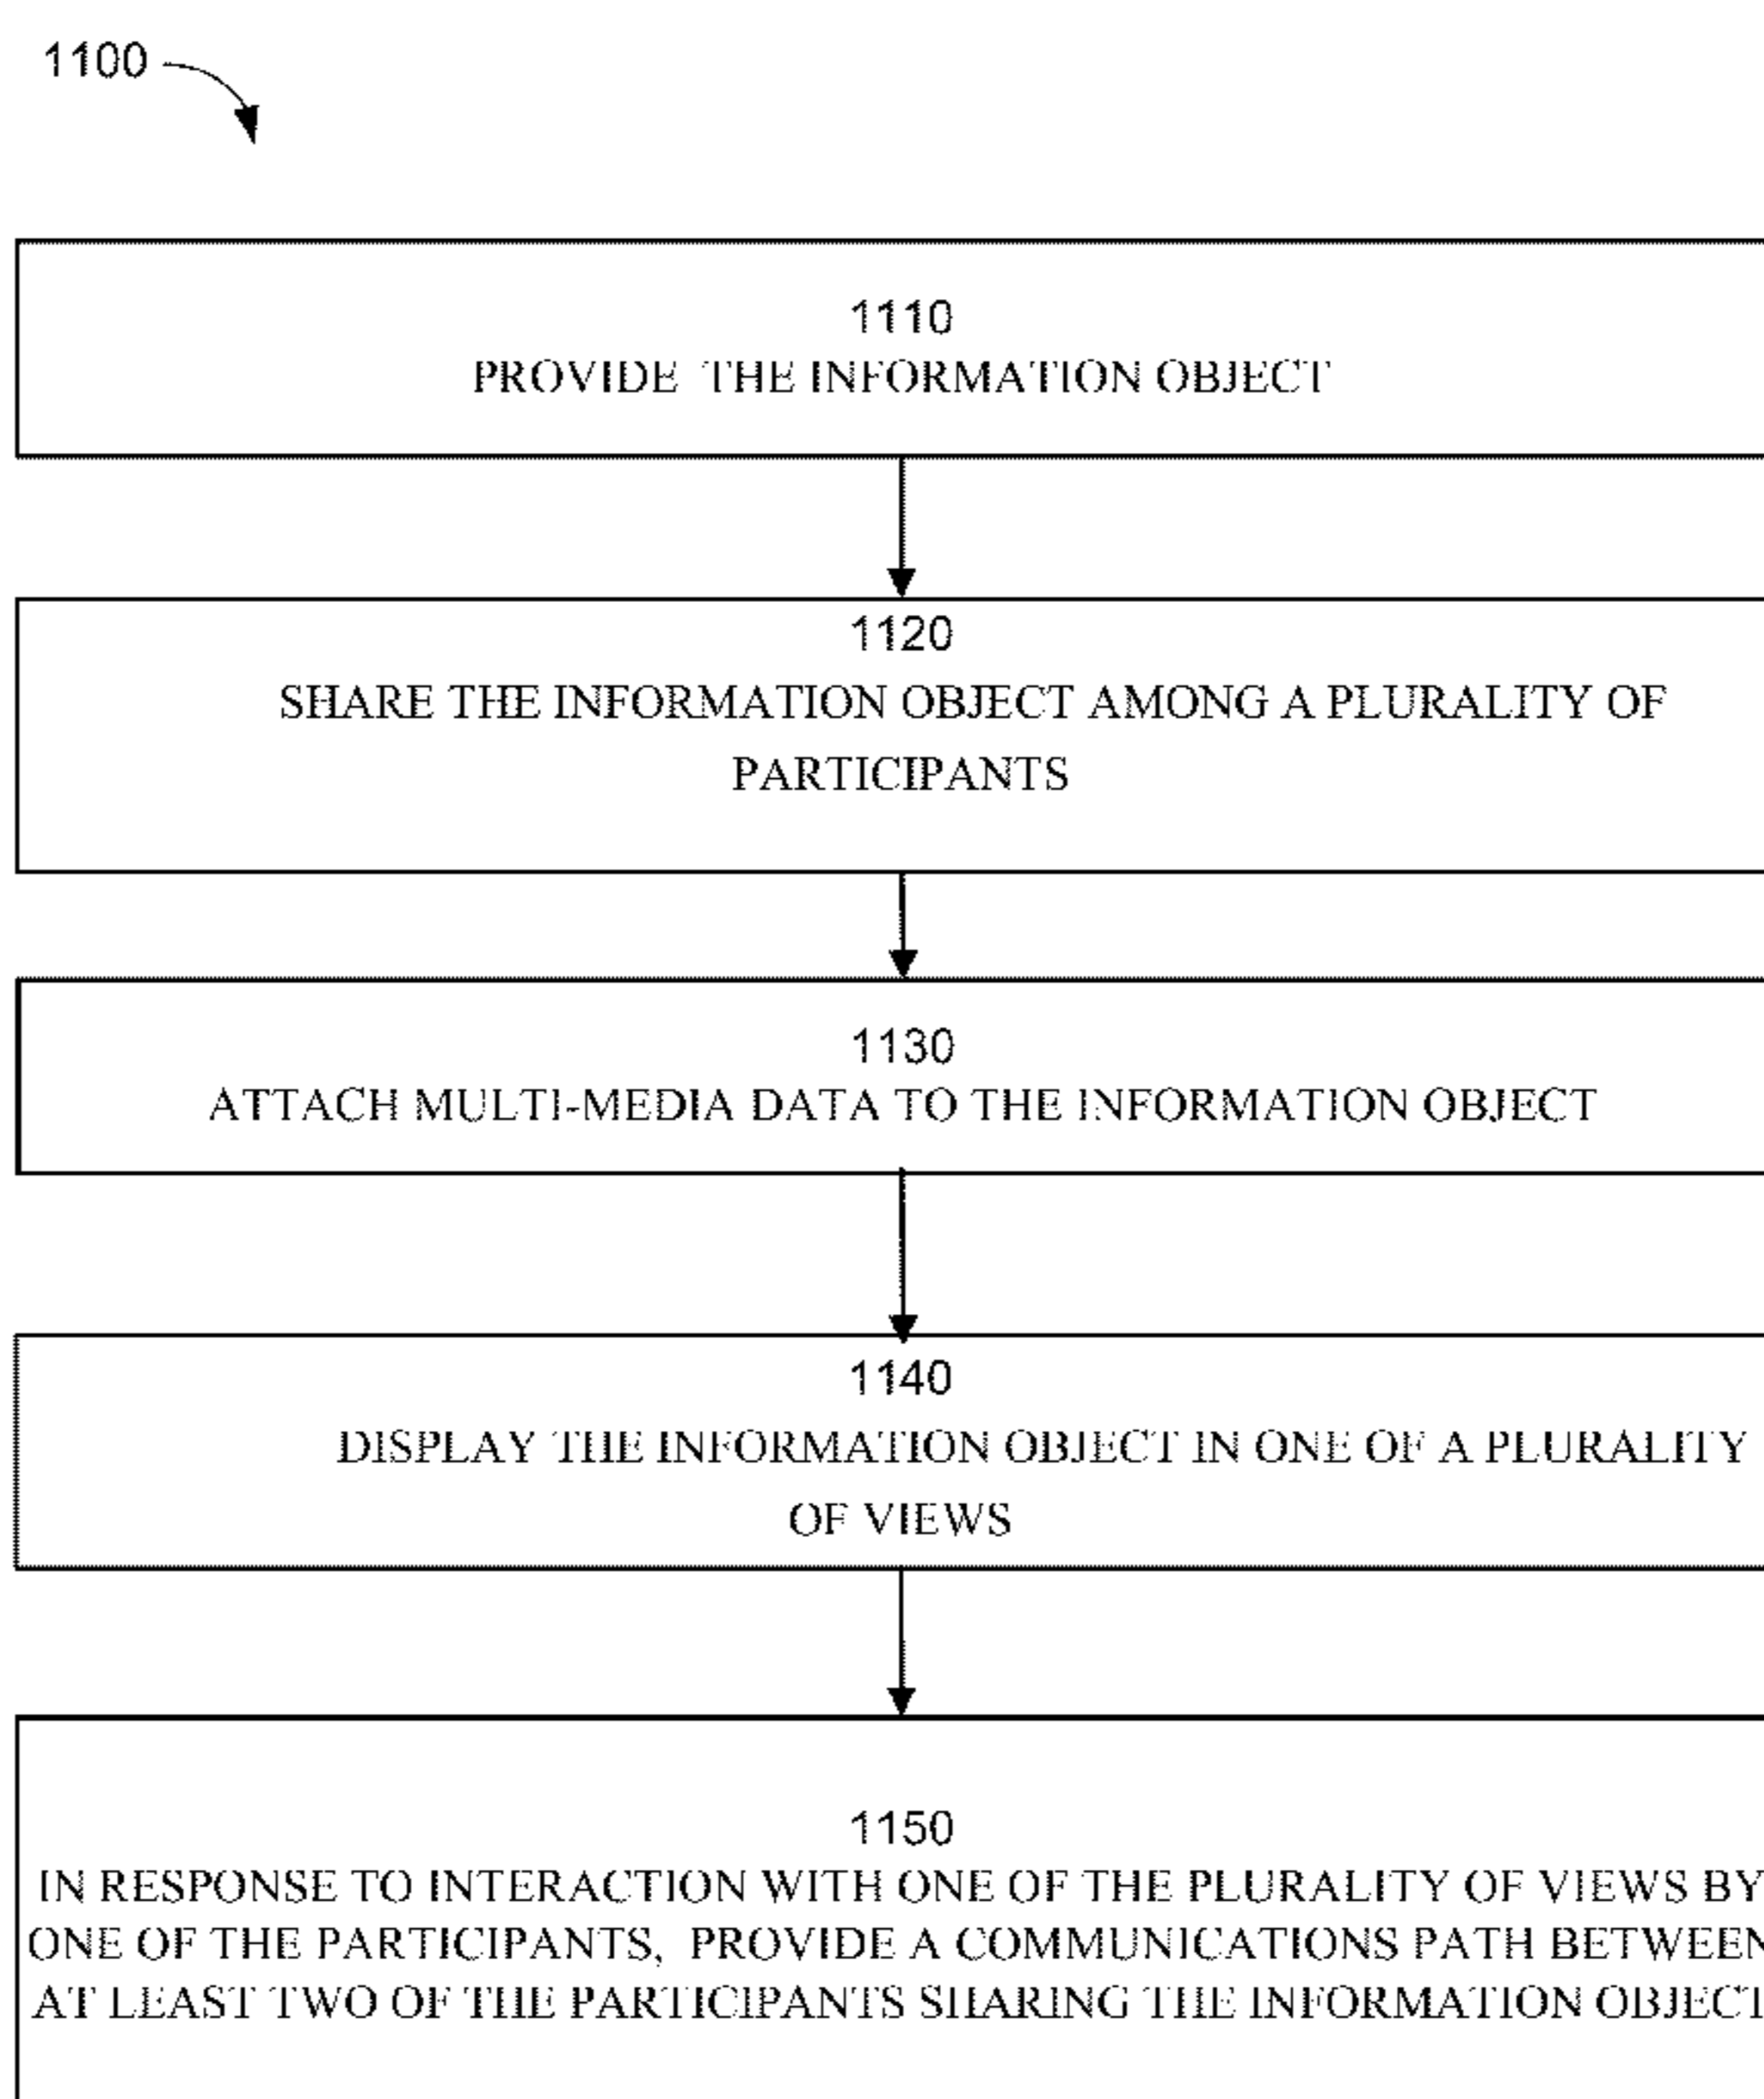 1100
1110
PROVIDE THE INFORMATION OBJECT
1120
SHARE THE INFORMATION OBJECT AMONG A PLURALITY OF
PARTICIPANTS
1130
ATTACH MULTI-MEDIA DATA TO THE INFORMATION OBJECT
1140
DISPLAY THE INFORMATION OBJECT IN ONE OF A PLURALITY
OF VIEWS
1150
IN RESPONSE TO INTERACTION WITH ONE OF THE PLURALITY OF VIEWS BY
ONE OF THE PARTICIPANTS, PROVIDE A COMMUNICATIONS PATH BETWEEN
AT LEAST TWO OF THE PARTICIPANTS SHARING THE INFORMATION OBJECT